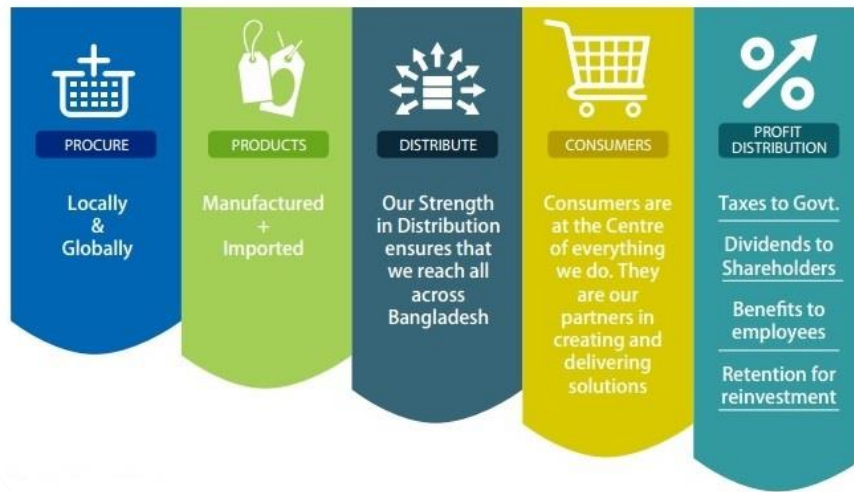 PROCURE
Locally
&
Globally
PRODUCTS
Manufactured
+
Imported
DISTRIBUTE
Our Strength
in Distribution
ensures that
we reach all
across
Bangladesh
CONSUMERS
Consumers are
at the Centre
of everything
we do. They
are our
partners in
creating and
delivering
solutions
PROFIT
DISTRIBUTION
Taxes to Govt.
Dividends to
Shareholders
Benefits to
employees
Retention for
reinvestment